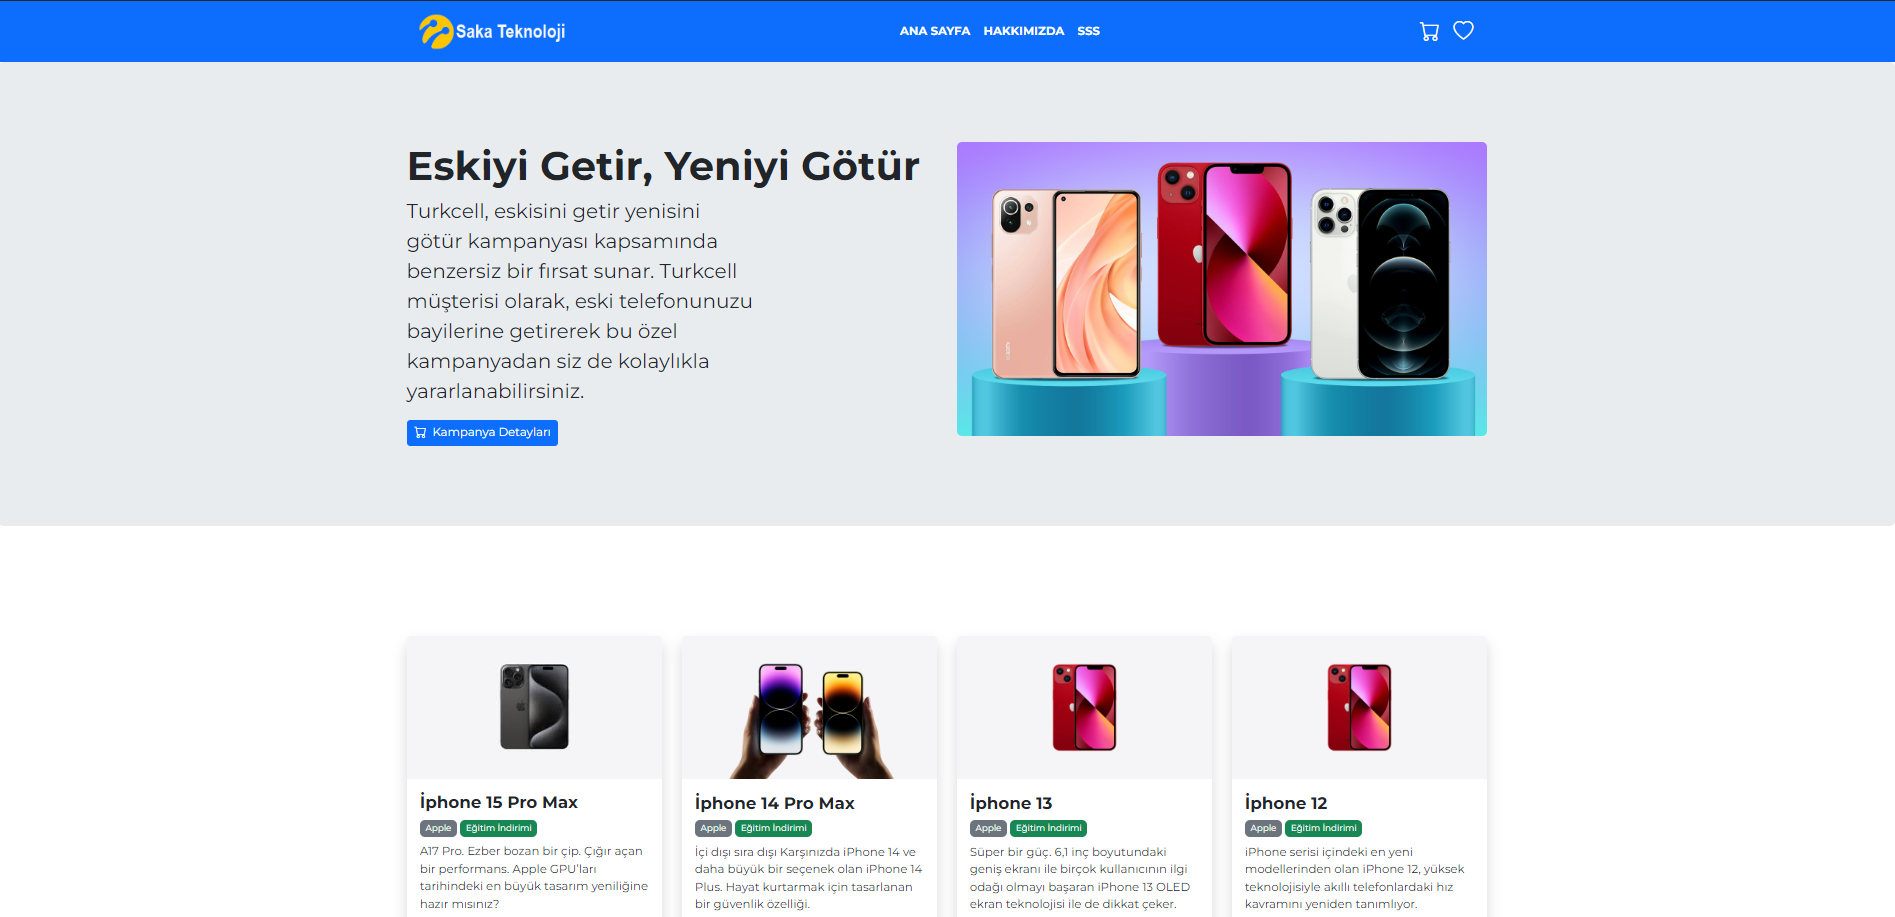 Saka Teknoloji
ANA SAYFA HAKKIMIZDA SSS
Eskiyi Getir, Yeniyi Götür
Turkcell, eskisini getir yenisini
götür kampanyası kapsamında
benzersiz bir fırsat sunar. Turkcell
müşterisi olarak, eski telefonunuzu
bayilerine getirerek bu özel
kampanyadan siz de kolaylıkla
yararlanabilirsiniz.
Kampanya Detayları
İphone 15 Pro Max
Apple Eğitim İndirimi
A17 Pro. Ezber bozan bir çip. Çığır açan
bir performans. Apple GPU'ları
tarihindeki en büyük tasarım yeniliğine
hazır mısınız?
İphone 14 Pro Max
Apple Eğitim İndirimi
İçi dışı sıra dışı Karşınızda iPhone 14 ve
daha büyük bir seçenek olan iPhone 14
Plus. Hayat kurtarmak için tasarlanan
bir güvenlik özelliği.
İphone 13
Apple Eğitim İndirimi
Süper bir güç. 6,1 inç boyutundaki
geniş ekranı ile birçok kullanıcının ilgi
odağı olmayı başaran iPhone 13 OLED
ekran teknolojisi ile de dikkat çeker.
İphone 12
Apple Eğitim İndirimi
iPhone serisi içindeki en yeni
modellerinden olan iPhone 12, yüksek
teknolojisiyle akıllı telefonlardaki hız
kavramını yeniden tanımlıyor.